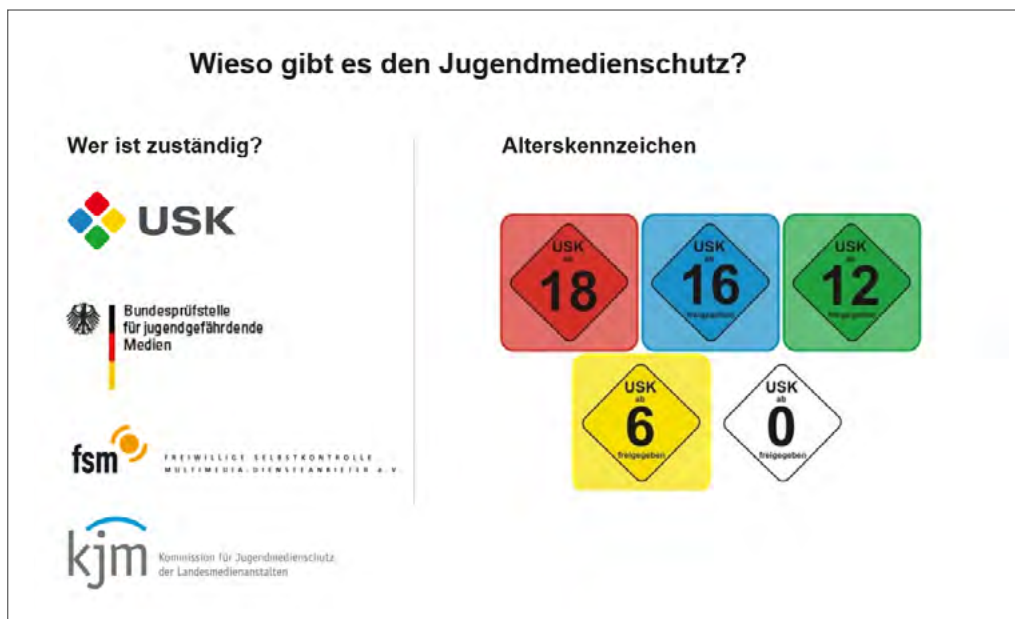 Wieso gibt es den Jugendmedienschutz?
Wer ist zuständig?
USK
Bundesprüfstelle
für jugendgefährdende
Medien
fsm
FREIWILLIGE SELBSTKONTROLLE
MULTIMEDIA-DIENSTEANBIETER e.V.
kjm
Kommission für Jugendmedienschutz
der Landesmedienanstalten
Alterskennzeichen
USK
ab
18
USK
ab
16
freigegeben
USK
ab
12
freigegeben
USK
ab
6
freigegeben
USK
ab
0
freigegeben